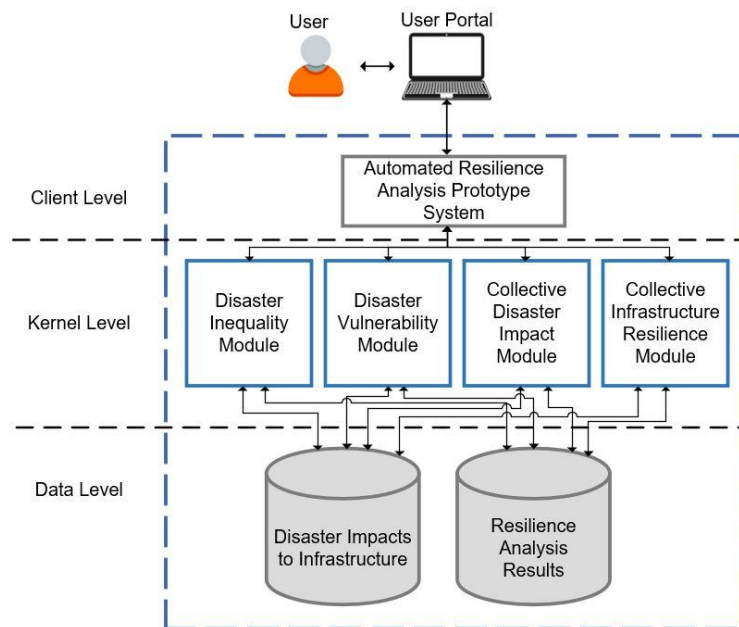 User
User Portal
Client Level
Automated Resilience
Analysis Prototype
System
Kernel Level
Disaster
Inequality
Module
Disaster
Vulnerability
Module
Collective
Disaster
Impact
Module
Collective
Infrastructure
Resilience
Module
Data Level
Disaster Impacts
to Infrastructure
Resilience
Analysis
Results